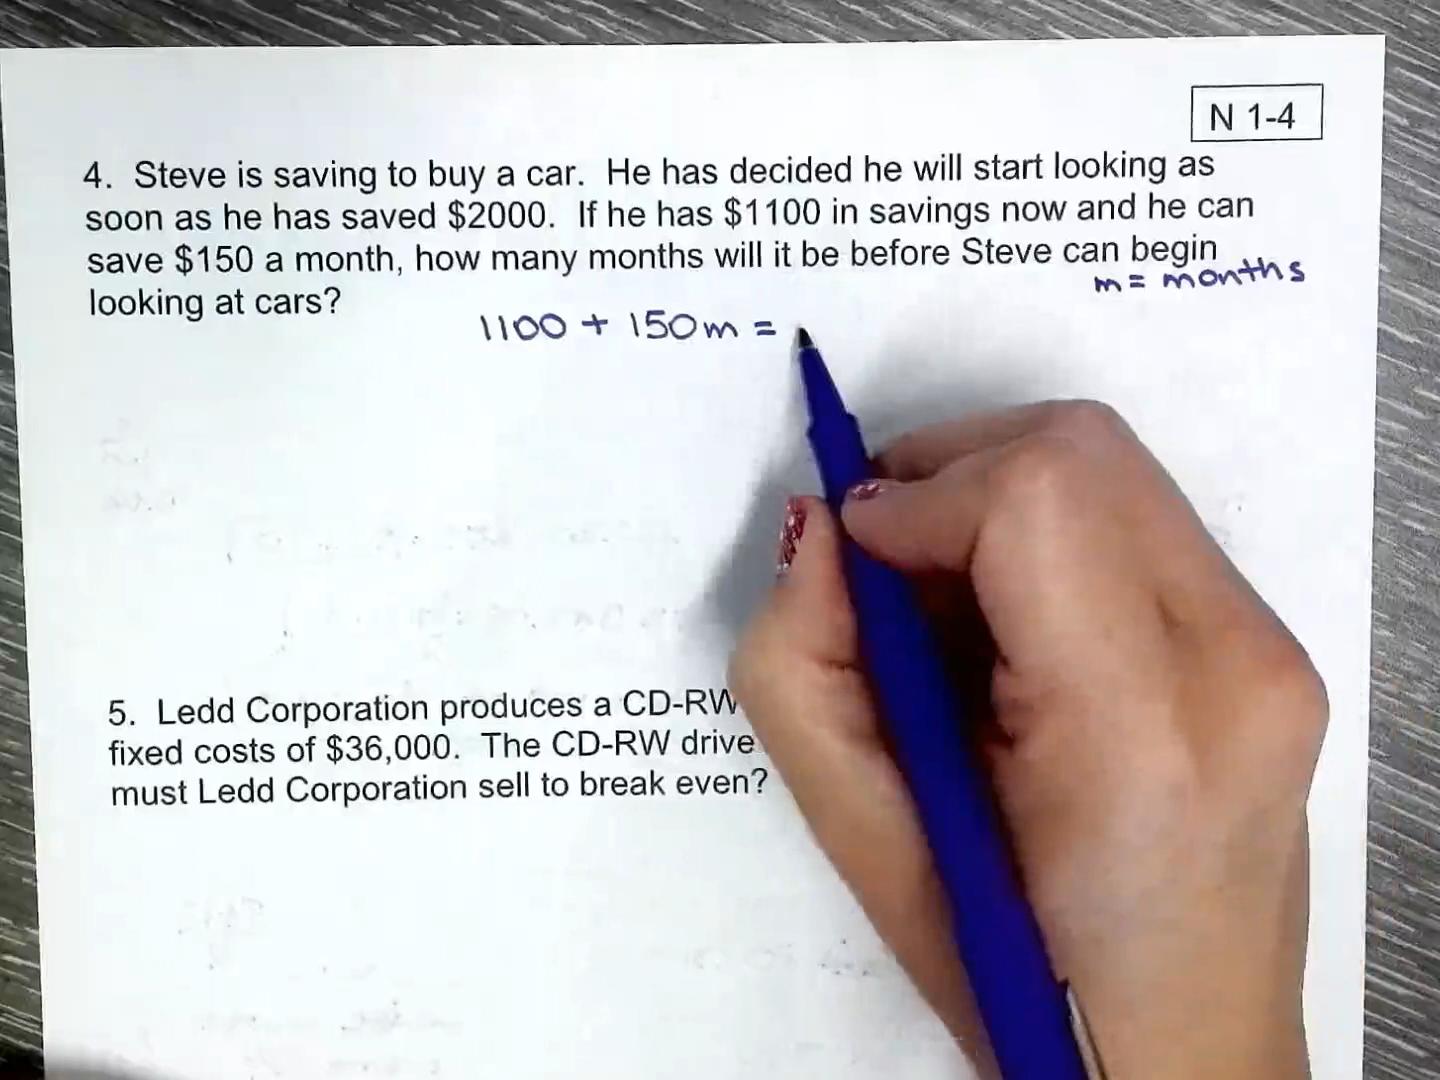 N 1-4
4. Steve is saving to buy a car. He has decided he will start looking as
soon as he has saved $2000. If he has $1100 in savings now and he can
save $150 a month, how many months will it be before Steve can begin
looking at cars?
m = months
1100 + 150m =
5. Ledd Corporation produces a CD-RW
fixed costs of $36,000. The CD-RW drive
must Ledd Corporation sell to break even?